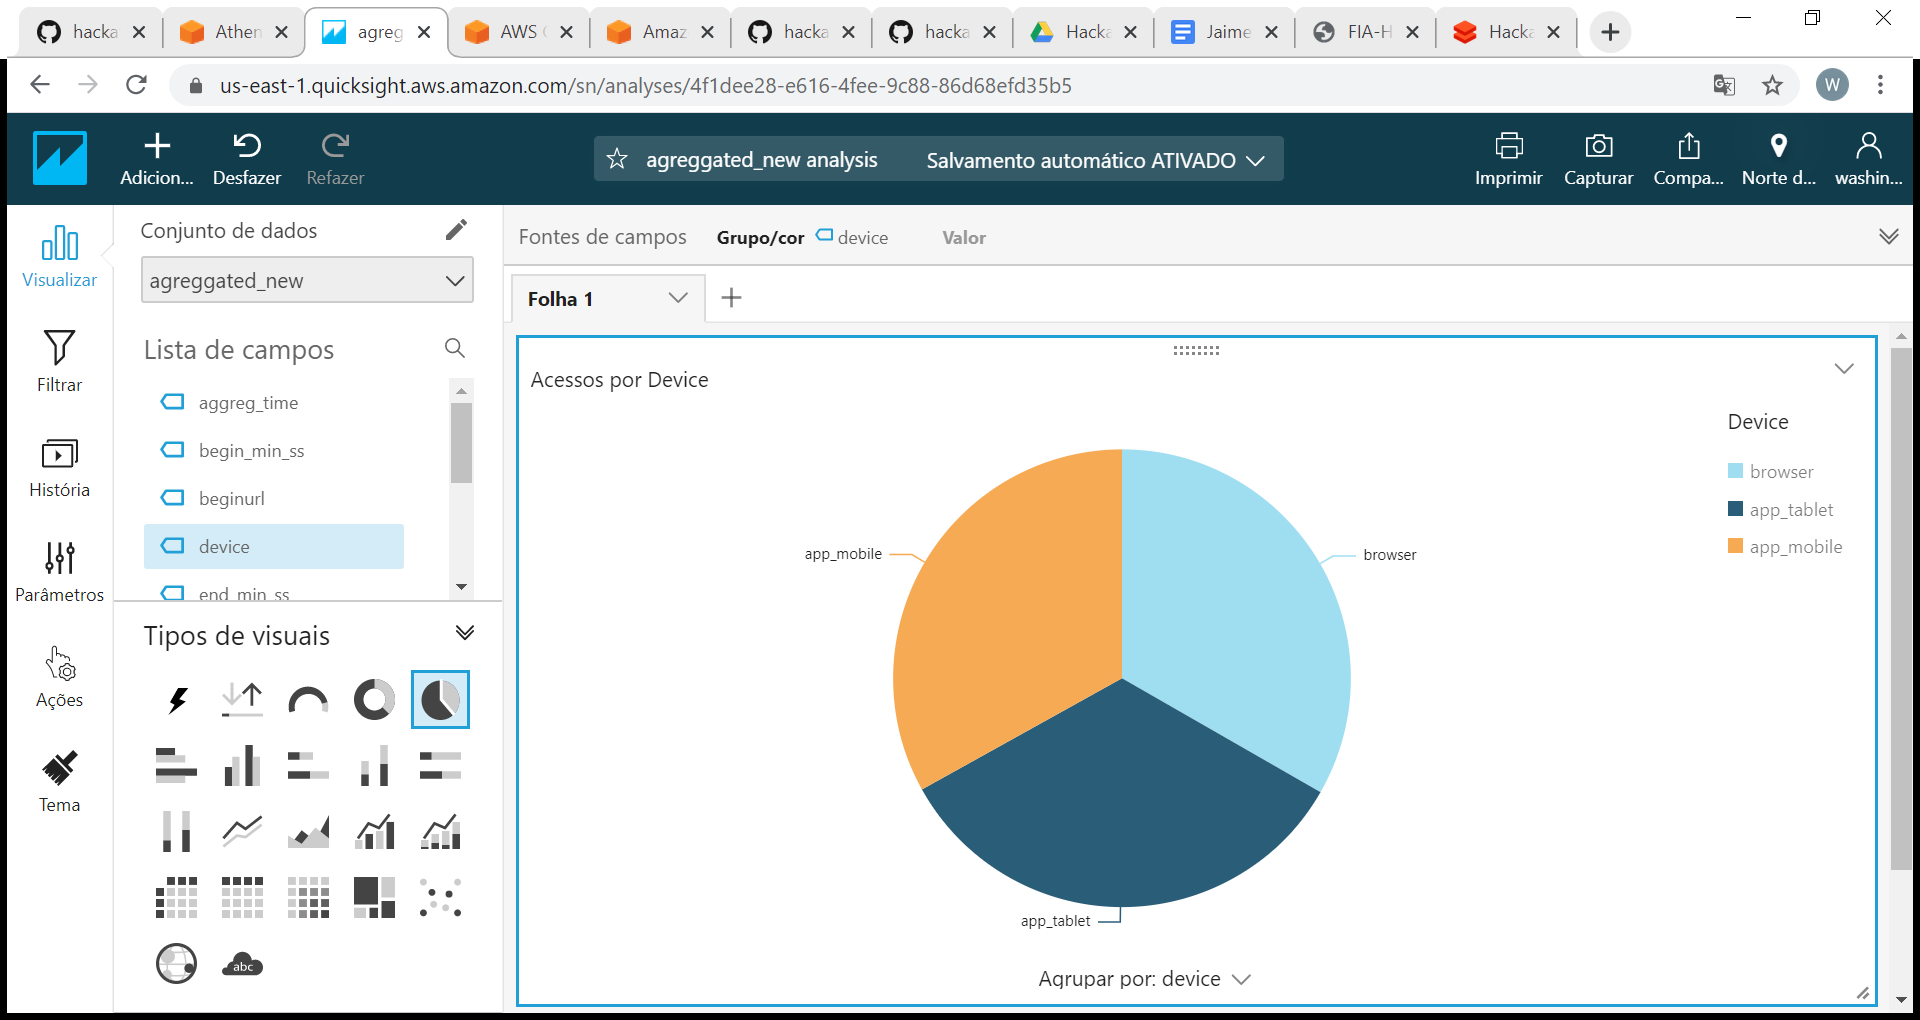 hacka
Athen
agreg
AWS
Amaz
hacka
hacka
Hacka
Jaime
FIA-H
Hacka
us-east-1.quicksight.aws.amazon.com/sn/analyses/4f1dee28-e616-4fee-9c88-86d68efd35b5
W
Adicion...
Desfazer
Refazer
agreggated_new analysis
Salvamento automático ATIVADO
Imprimir
Capturar
Compa...
Norte d...
washin...
Visualizar
Filtrar
História
Parâmetros
Ações
Tema
Conjunto de dados
agreggated_new
Lista de campos
aggreg_time
begin_min_ss
beginurl
device
end_min_ss
Tipos de visuais
abc
Fontes de campos
Grupo/cor
device
Valor
Folha 1
Acessos por Device
Device
browser
app_tablet
app_mobile
app_mobile
browser
app_tablet
Agrupar por: device